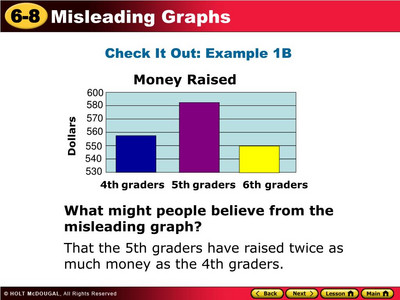 6-8 Misleading Graphs
Check It Out: Example 1B
Money Raised
Dollars
600
580
570
560
550
540
530
4th graders 5th graders 6th graders
What might people believe from the
misleading graph?
That the 5th graders have raised twice as
much money as the 4th graders.
© HOLT McDOUGAL, All Rights Reserved
Back Next Lesson Main